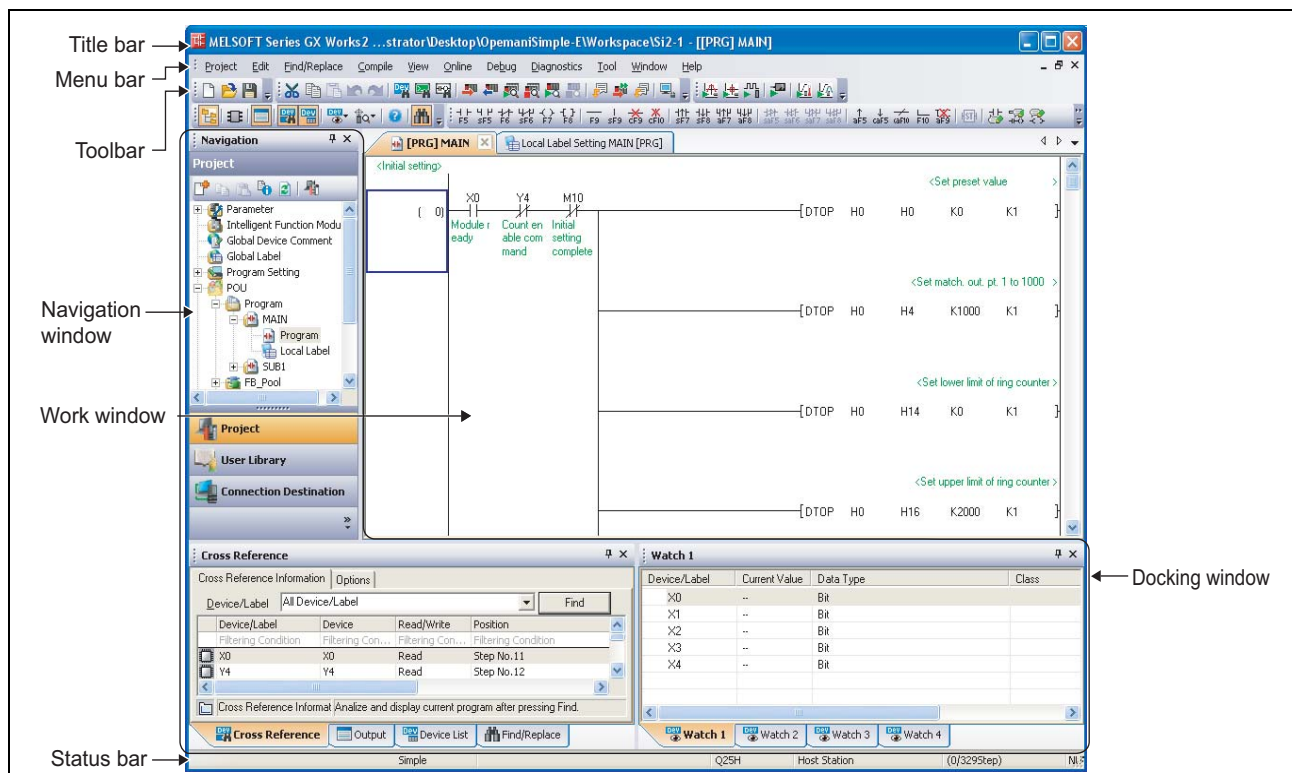 Title bar
MELSOFT Series GX Works2 ...strator\Desktop\OpemaniSimple-E\Workspace\Si2-1 - [[PRG] MAIN]
Menu bar
Project Edit Find/Replace Compile View Online Debug Diagnostics Tool Window Help
Toolbar
Navigation
[PRG] MAIN
Local Label Setting MAIN [PRG]
Project
Parameter
Intelligent Function Modu
Global Device Comment
Global Label
Program Setting
POU
Program
MAIN
Program
Local Label
SUB1
FB_Pool
Navigation
window
Work window
Project
User Library
Connection Destination
<Initial setting>
<Set preset value >
X0 Y4 M10
( 0) [DTOP H0 H0 K0 K1 ]
Module r Count en Initial
eady able com setting
mand complete
<Set match. out. pt. 1 to 1000 >
[DTOP H0 H4 K1000 K1 ]
<Set lower limit of ring counter >
[DTOP H0 H14 K0 K1 ]
<Set upper limit of ring counter >
[DTOP H0 H16 K2000 K1 ]
Cross Reference
Cross Reference Information Options
Device/Label All Device/Label Find
Device/Label Device Read/Write Position
Filtering Condition Filtering Con... Filtering Con... Filtering Condition
X0 X0 Read Step No.11
Y4 Y4 Read Step No.12
Cross Reference Informat Analize and display current program after pressing Find.
Cross Reference Output Device List Find/Replace
Watch 1
Device/Label Current Value Data Type Class
X0 -- Bit
X1 -- Bit
X2 -- Bit
X3 -- Bit
X4 -- Bit
Watch 1 Watch 2 Watch 3 Watch 4
Docking window
Status bar
Simple Q25H Host Station (0/329Step)